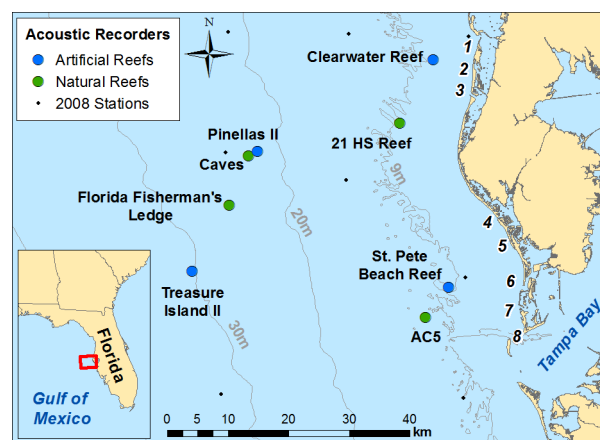 Acoustic Recorders
Artificial Reefs
Natural Reefs
2008 Stations
N
Clearwater Reef
1
2
3
Pinellas II
Caves
21 HS Reef
9m
Florida Fisherman's
Ledge
20m
4
5
St. Pete
Beach Reef
6
Treasure
Island II
7
30m
AC5
8
Tampa Bay
Florida
Gulf of
Mexico
0 5 10 20 30 40
km